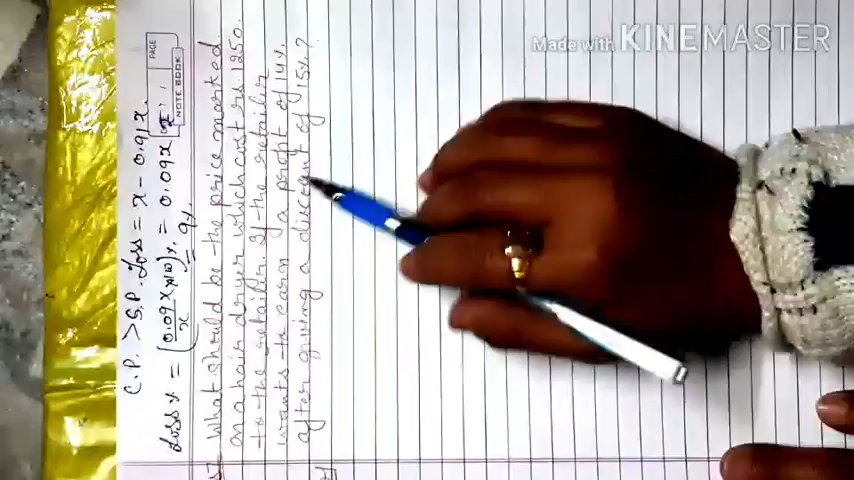 Made with KINEMASTER
PAGE
NOTE BOOK
C.P. > S.P. Loss = x - 0.91x.
Loss % = (0.09x × 100)/x % = 0.09x
= 9%
What should be the price marked
on a hair dryer which cost rs. 1250.
to the retailer. If the retailer
wants to earn a profit of 14%.
after giving a discount of 15%?